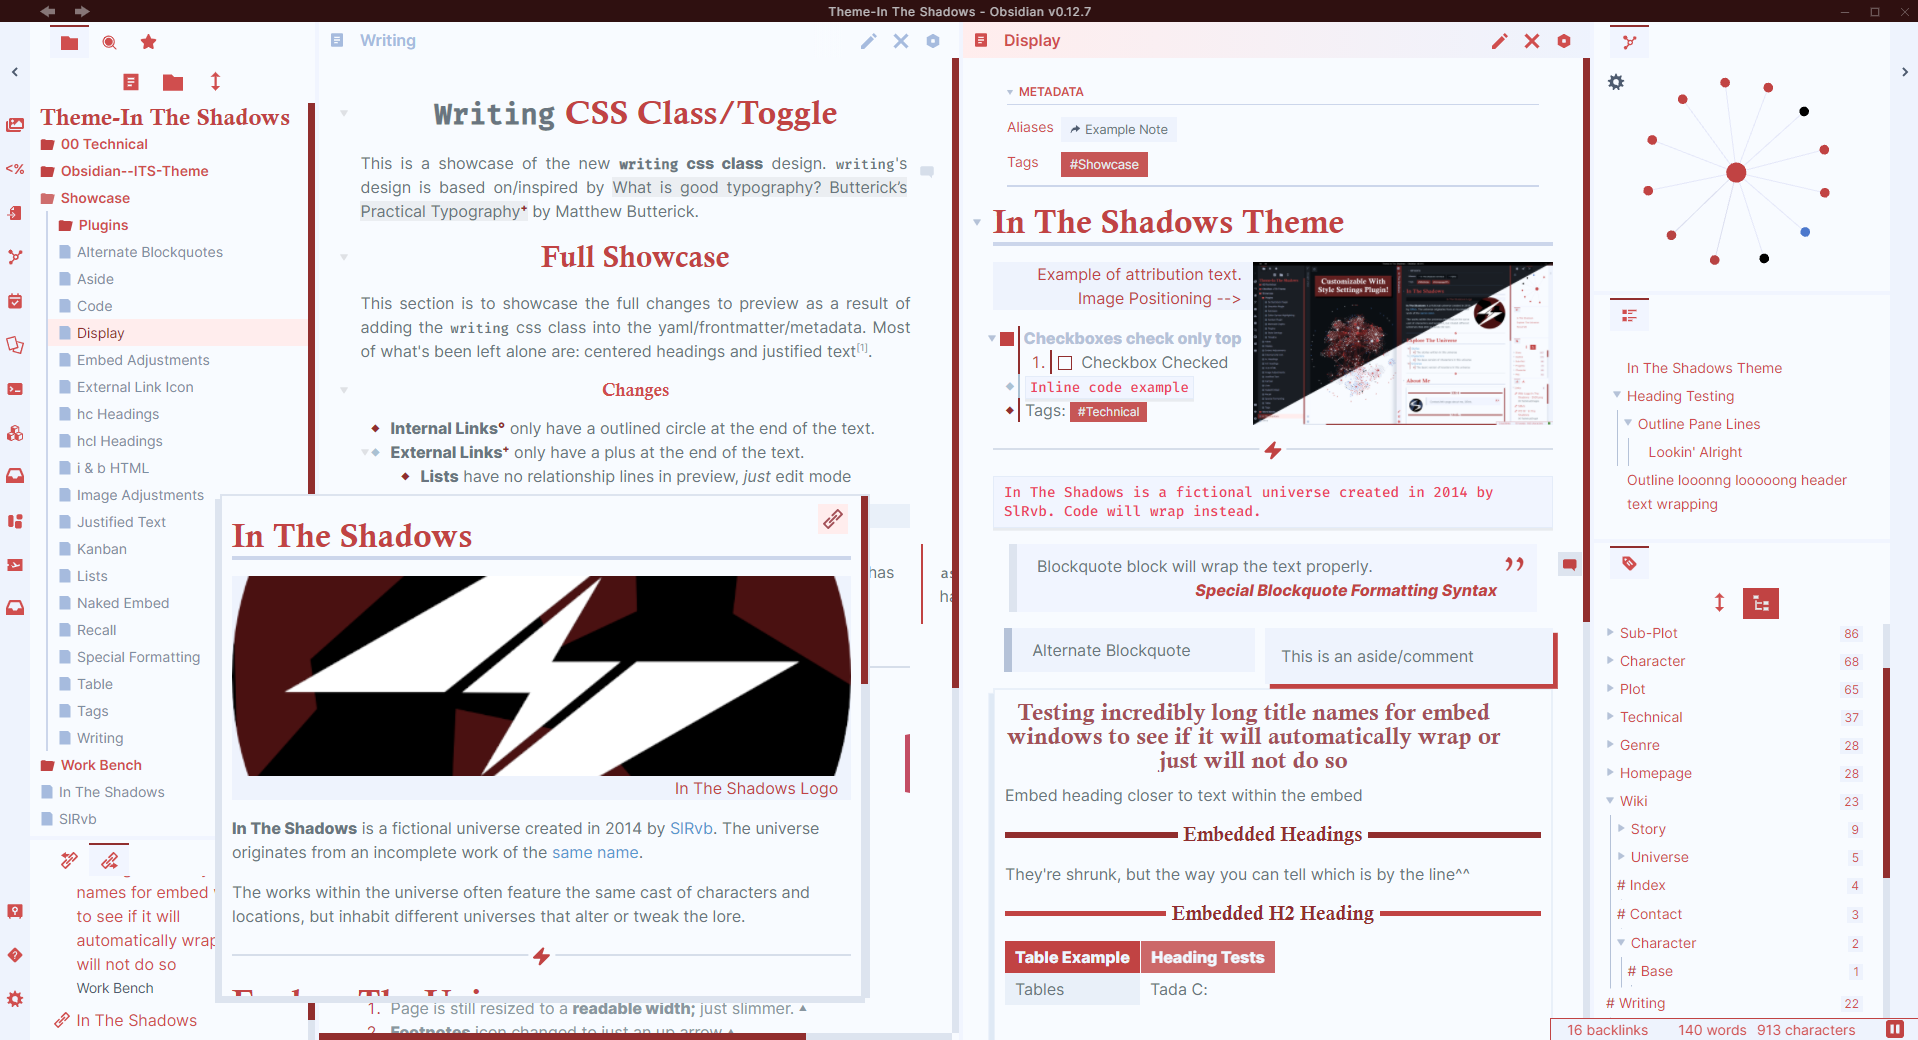 Theme-In The Shadows - Obsidian v0.12.7
Theme-In The Shadows
00 Technical
Obsidian--ITS-Theme
Showcase
Plugins
Alternate Blockquotes
Aside
Code
Display
Embed Adjustments
External Link Icon
hc Headings
hcl Headings
i & b HTML
Image Adjustments
Justified Text
Kanban
Lists
Naked Embed
Recall
Special Formatting
Table
Tags
Writing
Work Bench
In The Shadows
SIRvb
names for embed
to see if it will
automatically wrap
will not do so
Work Bench
In The Shadows
<%
Writing
Writing CSS Class/Toggle
This is a showcase of the new writing css class design. writing's
design is based on/inspired by What is good typography? Butterick's
Practical Typography+ by Matthew Butterick.
Full Showcase
This section is to showcase the full changes to preview as a result of
adding the writing css class into the yaml/frontmatter/metadata. Most
of what's been left alone are: centered headings and justified text[1].
Changes
Internal Links° only have a outlined circle at the end of the text.
External Links+ only have a plus at the end of the text.
Lists have no relationship lines in preview, just edit mode
has
as
ha
In The Shadows
In The Shadows Logo
In The Shadows is a fictional universe created in 2014 by SIRvb. The universe
originates from an incomplete work of the same name.
The works within the universe often feature the same cast of characters and
locations, but inhabit different universes that alter or tweak the lore.
1. Page is still resized to a readable width; just slimmer.
2. Footnotes icon changed to just an up arrow
Display
METADATA
Aliases Example Note
Tags #Showcase
In The Shadows Theme
Example of attribution text.
Image Positioning -->
Customizable With
Style Settings Plugin!
Checkboxes check only top
1. Checkbox Checked
Inline code example
Tags: #Technical
In The Shadows is a fictional universe created in 2014 by
SlRvb. Code will wrap instead.
Blockquote block will wrap the text properly.
Special Blockquote Formatting Syntax
Alternate Blockquote
This is an aside/comment
Testing incredibly long title names for embed
windows to see if it will automatically wrap or
just will not do so
Embed heading closer to text within the embed
Embedded Headings
They're shrunk, but the way you can tell which is by the line^^
Embedded H2 Heading
Table Example Heading Tests
Tables Tada C:
In The Shadows Theme
Heading Testing
Outline Pane Lines
Lookin' Alright
Outline looonng looooong header
text wrapping
Sub-Plot 86
Character 68
Plot 65
Technical 37
Genre 28
Homepage 28
Wiki 23
Story 9
Universe 5
# Index 4
# Contact 3
Character 2
# Base 1
# Writing 22
16 backlinks 140 words 913 characters